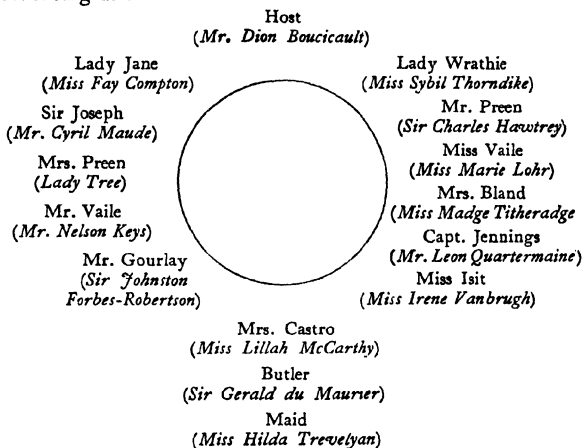 Host
(Mr. Dion Boucicault)
Lady Jane
(Miss Fay Compton)
Sir Joseph
(Mr. Cyril Maude)
Mrs. Preen
(Lady Tree)
Mr. Vaile
(Mr. Nelson Keys)
Mr. Gourlay
(Sir Johnston
Forbes-Robertson)
Lady Wrathie
(Miss Sybil Thorndike)
Mr. Preen
(Sir Charles Hawtrey)
Miss Vaile
(Miss Marie Lohr)
Mrs. Bland
(Miss Madge Titheradge
Capt. Jennings
(Mr. Leon Quartermaine)
Miss Isit
(Miss Irene Vanbrugh)
Mrs. Castro
(Miss Lillah McCarthy)
Butler
(Sir Gerald du Maurier)
Maid
(Miss Hilda Trevelyan)